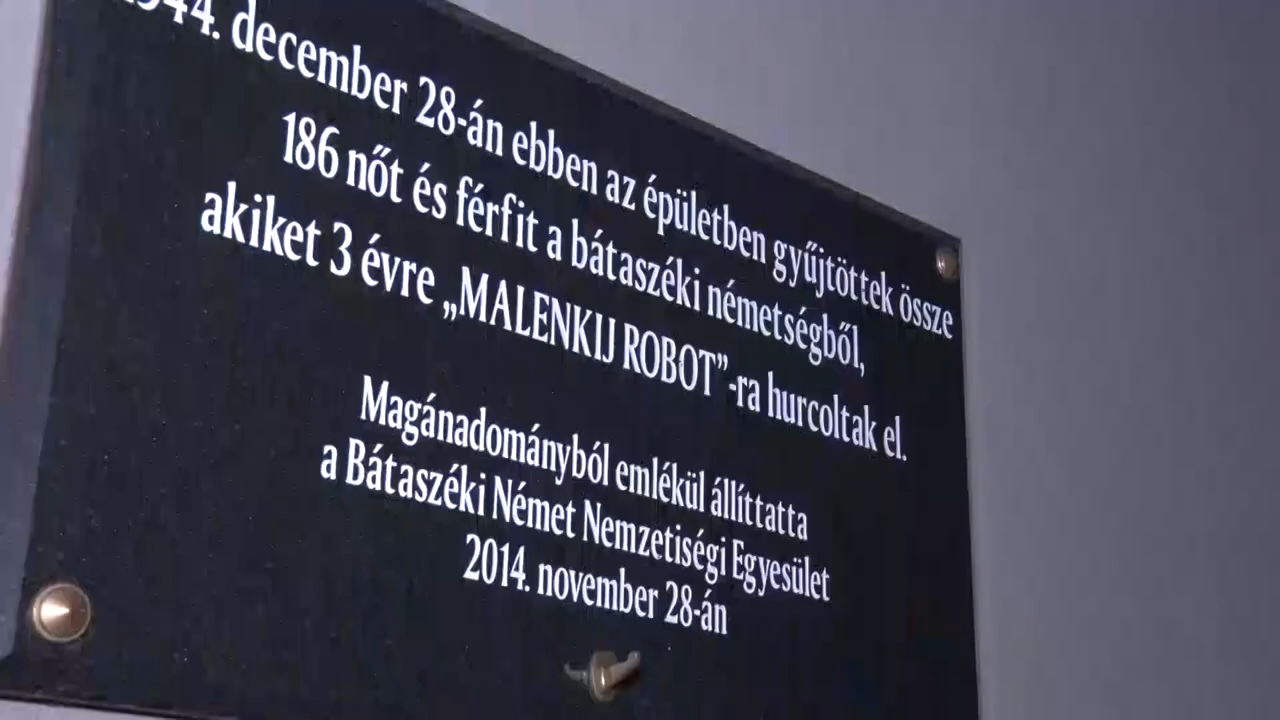 1944. december 28-án ebben az épületben gyűjtöttek össze
186 nőt és férfit a bátaszéki németségből,
akiket 3 évre „MALENKIJ ROBOT”-ra hurcoltak el.
Magánadományból emlékül állíttatta
a Bátaszéki Német Nemzetiségi Egyesület
2014. november 28-án